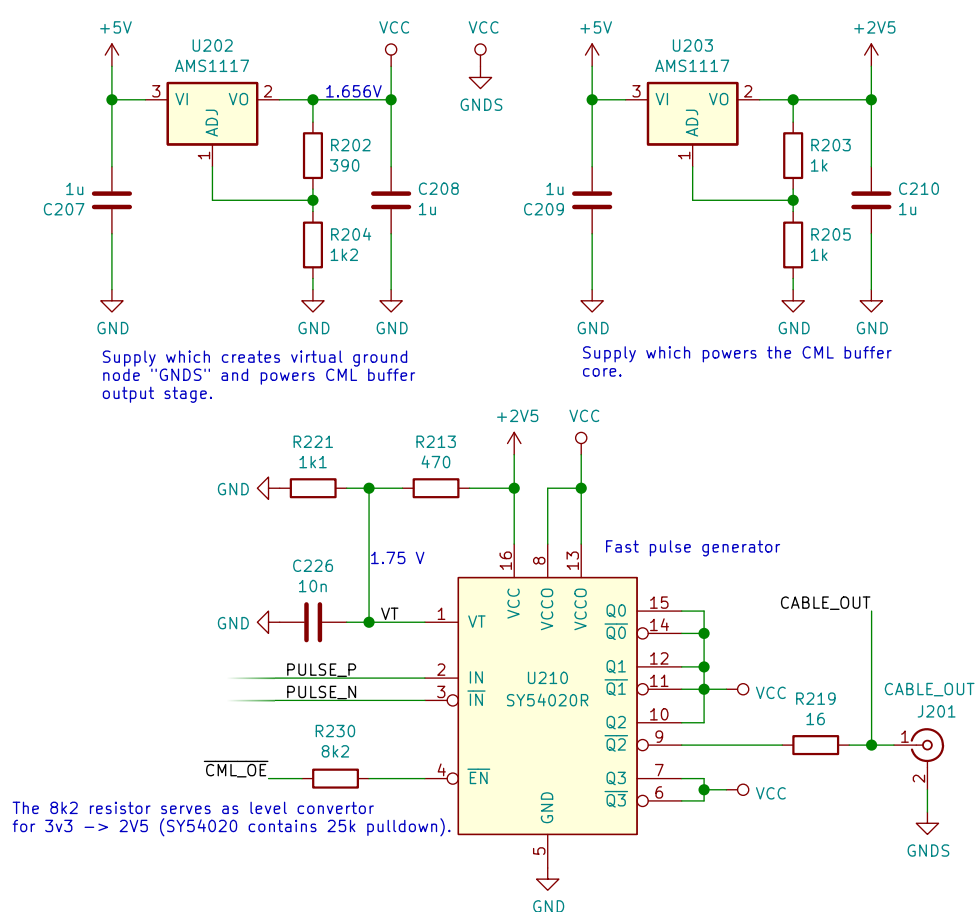 +5V
VCC
VCC
+5V
+2V5
U202
AMS1117
U203
AMS1117
3 VI VO 2
1.656V
GNDS
3 VI VO 2
ADJ
1
ADJ
1
R202
390
R203
1k
1u
C207
C208
1u
1u
C209
C210
1u
R204
1k2
R205
1k
GND
GND
GND
GND
GND
GND
Supply which creates virtual ground
node "GNDS" and powers CML buffer
output stage.
Supply which powers the CML buffer
core.
+2V5
VCC
R221
1k1
R213
470
GND
1.75 V
Fast pulse generator
16
8
13
C226
10n
VCC
VCCO
VCCO
GND
VT
1
VT
Q0 15
Q0 14
CABLE_OUT
PULSE_P
2 IN
Q1 12
PULSE_N
3 IN
U210
SY54020R
Q1 11
VCC
Q2 10
R219
16
CABLE_OUT
J201
R230
8k2
Q2 9
1
2
CML_OE
4 EN
Q3 7
Q3 6
VCC
The 8k2 resistor serves as level convertor
for 3v3 -> 2V5 (SY54020 contains 25k pulldown).
GND
5
GNDS
GND